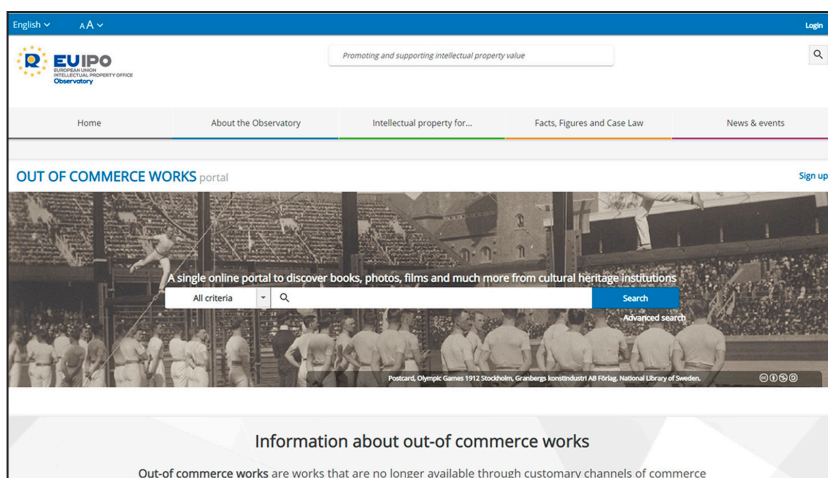 English
AA
Login
EUIPO
EUROPEAN UNION
INTELLECTUAL PROPERTY OFFICE
Observatory
Promoting and supporting intellectual property value
Home
About the Observatory
Intellectual property for...
Facts, Figures and Case Law
News & events
OUT OF COMMERCE WORKS portal
Sign up
A single online portal to discover books, photos, films and much more from cultural heritage institutions
All criteria
Search
Advanced search
Postcard, Olympic Games 1912 Stockholm, Granbergs konstindustri AB Förlag. National Library of Sweden.
Information about out-of commerce works
Out-of commerce works are works that are no longer available through customary channels of commerce